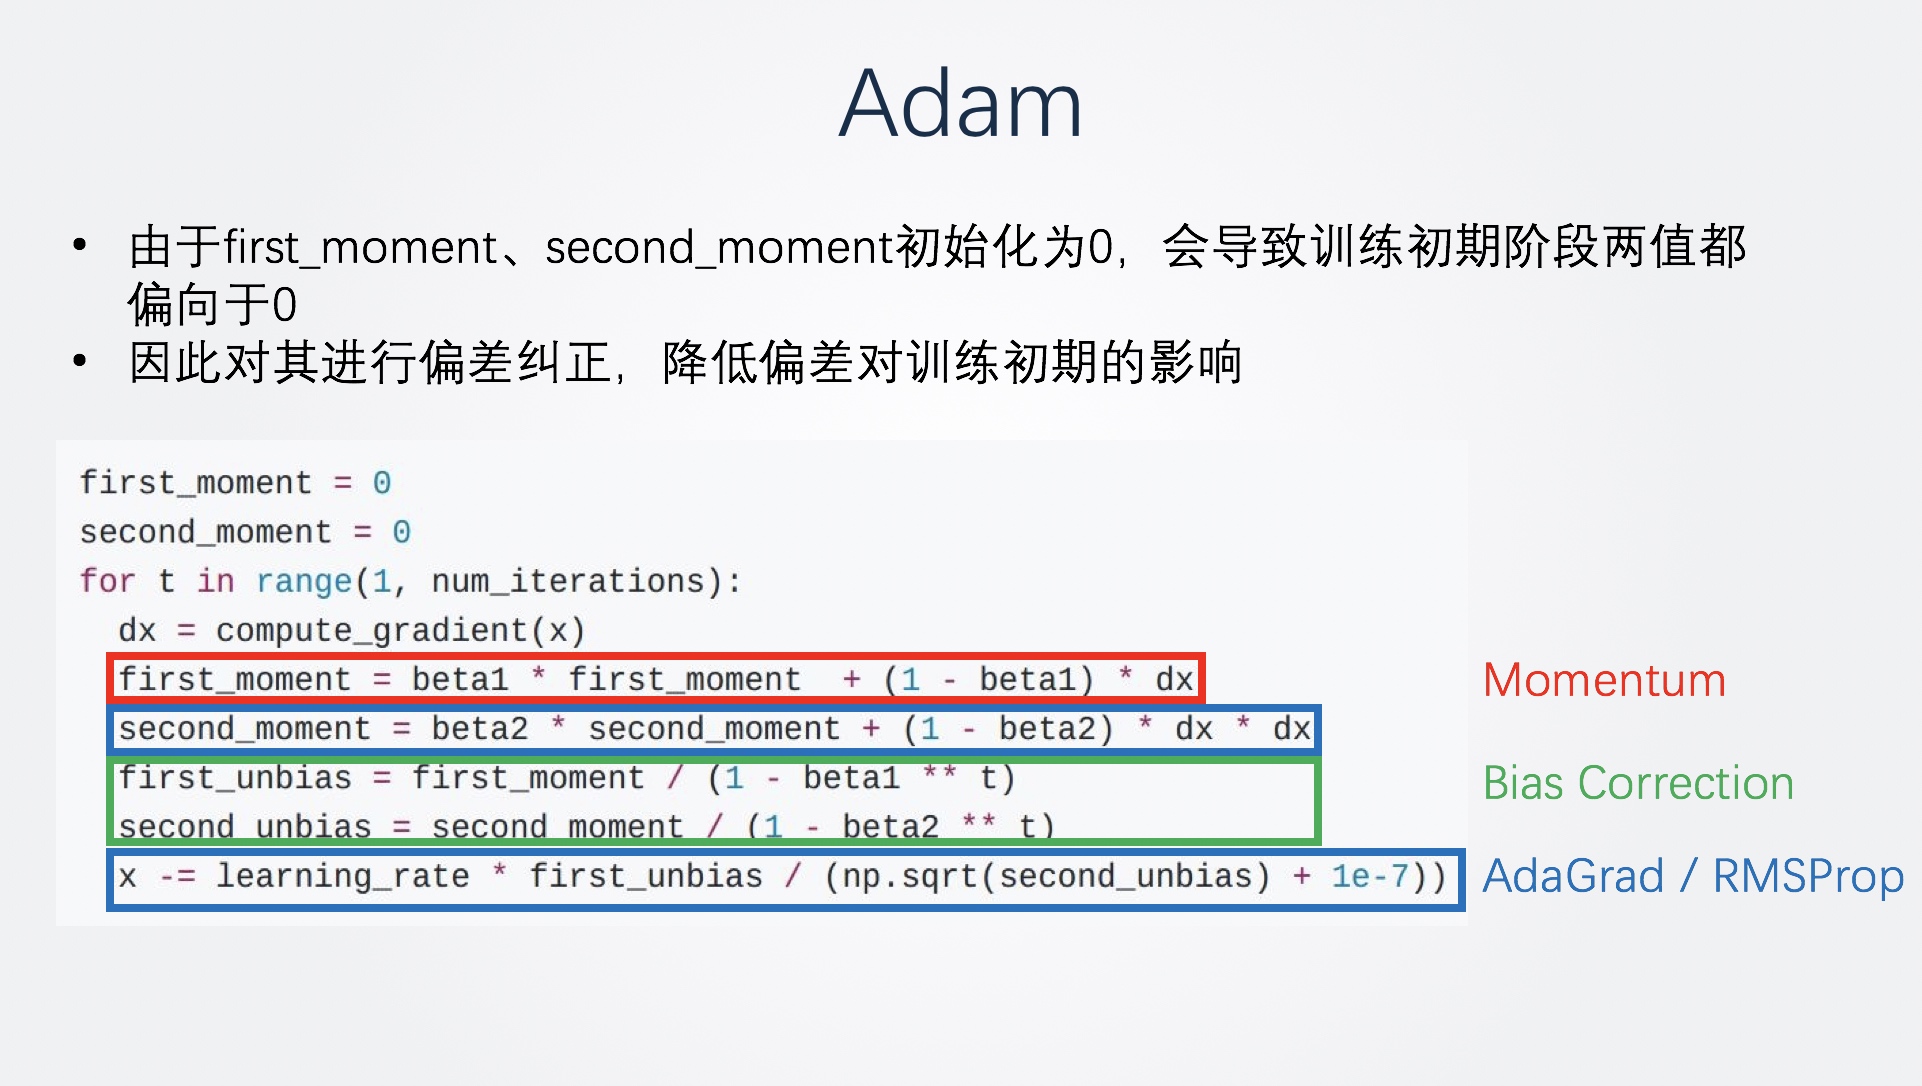 Adam
• 由于first_moment、second_moment初始化为0，会导致训练初期阶段两值都
偏向于0
• 因此对其进行偏差纠正，降低偏差对训练初期的影响
first_moment = 0
second_moment = 0
for t in range(1, num_iterations):
  dx = compute_gradient(x)
  first_moment = beta1 * first_moment  + (1 - beta1) * dx
Momentum
  second_moment = beta2 * second_moment + (1 - beta2) * dx * dx
  first_unbias = first_moment / (1 - beta1 ** t)
Bias Correction
  second_unbias = second_moment / (1 - beta2 ** t)
  x -= learning_rate * first_unbias / (np.sqrt(second_unbias) + 1e-7))
AdaGrad / RMSProp